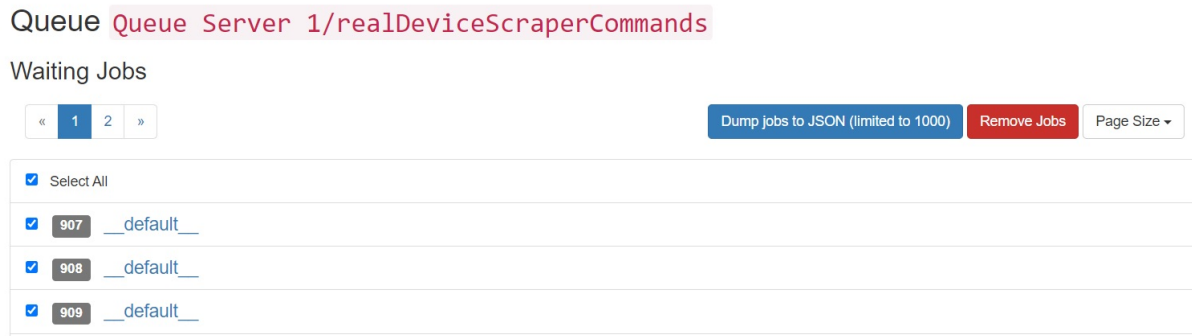 Queue Queue Server 1/realDeviceScraperCommands
Waiting Jobs
« 1 2 » Dump jobs to JSON (limited to 1000) Remove Jobs Page Size
Select All
907 __default__
908 __default__
909 __default__